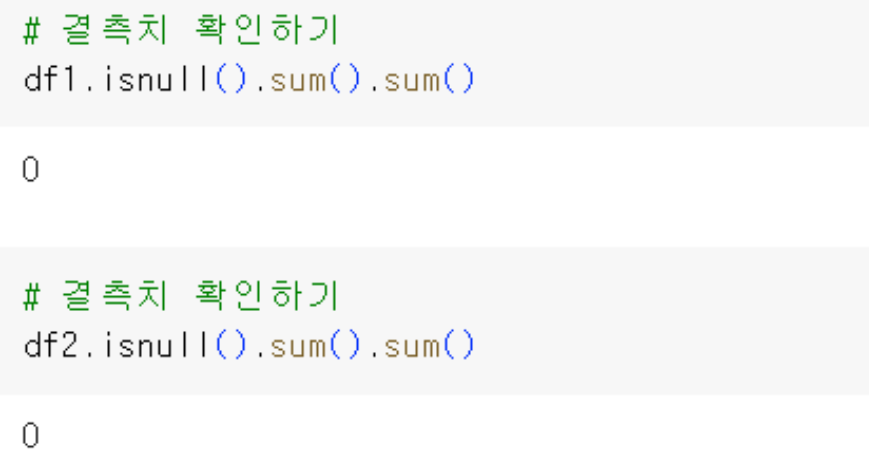 # 결측치 확인하기
df1.isnull().sum().sum()
0
# 결측치 확인하기
df2.isnull().sum().sum()
0